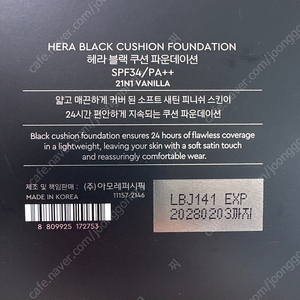 HERA BLACK CUSHION FOUNDATION
헤라 블랙 쿠션 파운데이션
SPF34/PA++
21N1 VANILLA
얇고 매끈하게 커버 된 소프트 새틴 피니쉬 스킨이
24시간 편안하게 지속되는 쿠션 파운데이션
Black cushion foundation ensures 24 hours of flawless coverage
in a lightweight, leaving your skin with a soft satin touch
and reassuringly comfortable wear.
제조 및 책임판매 : (주)아모레퍼시픽
MADE IN KOREA 11157-2146
LBJ141 EXP
20280203까지
8 809925 172753